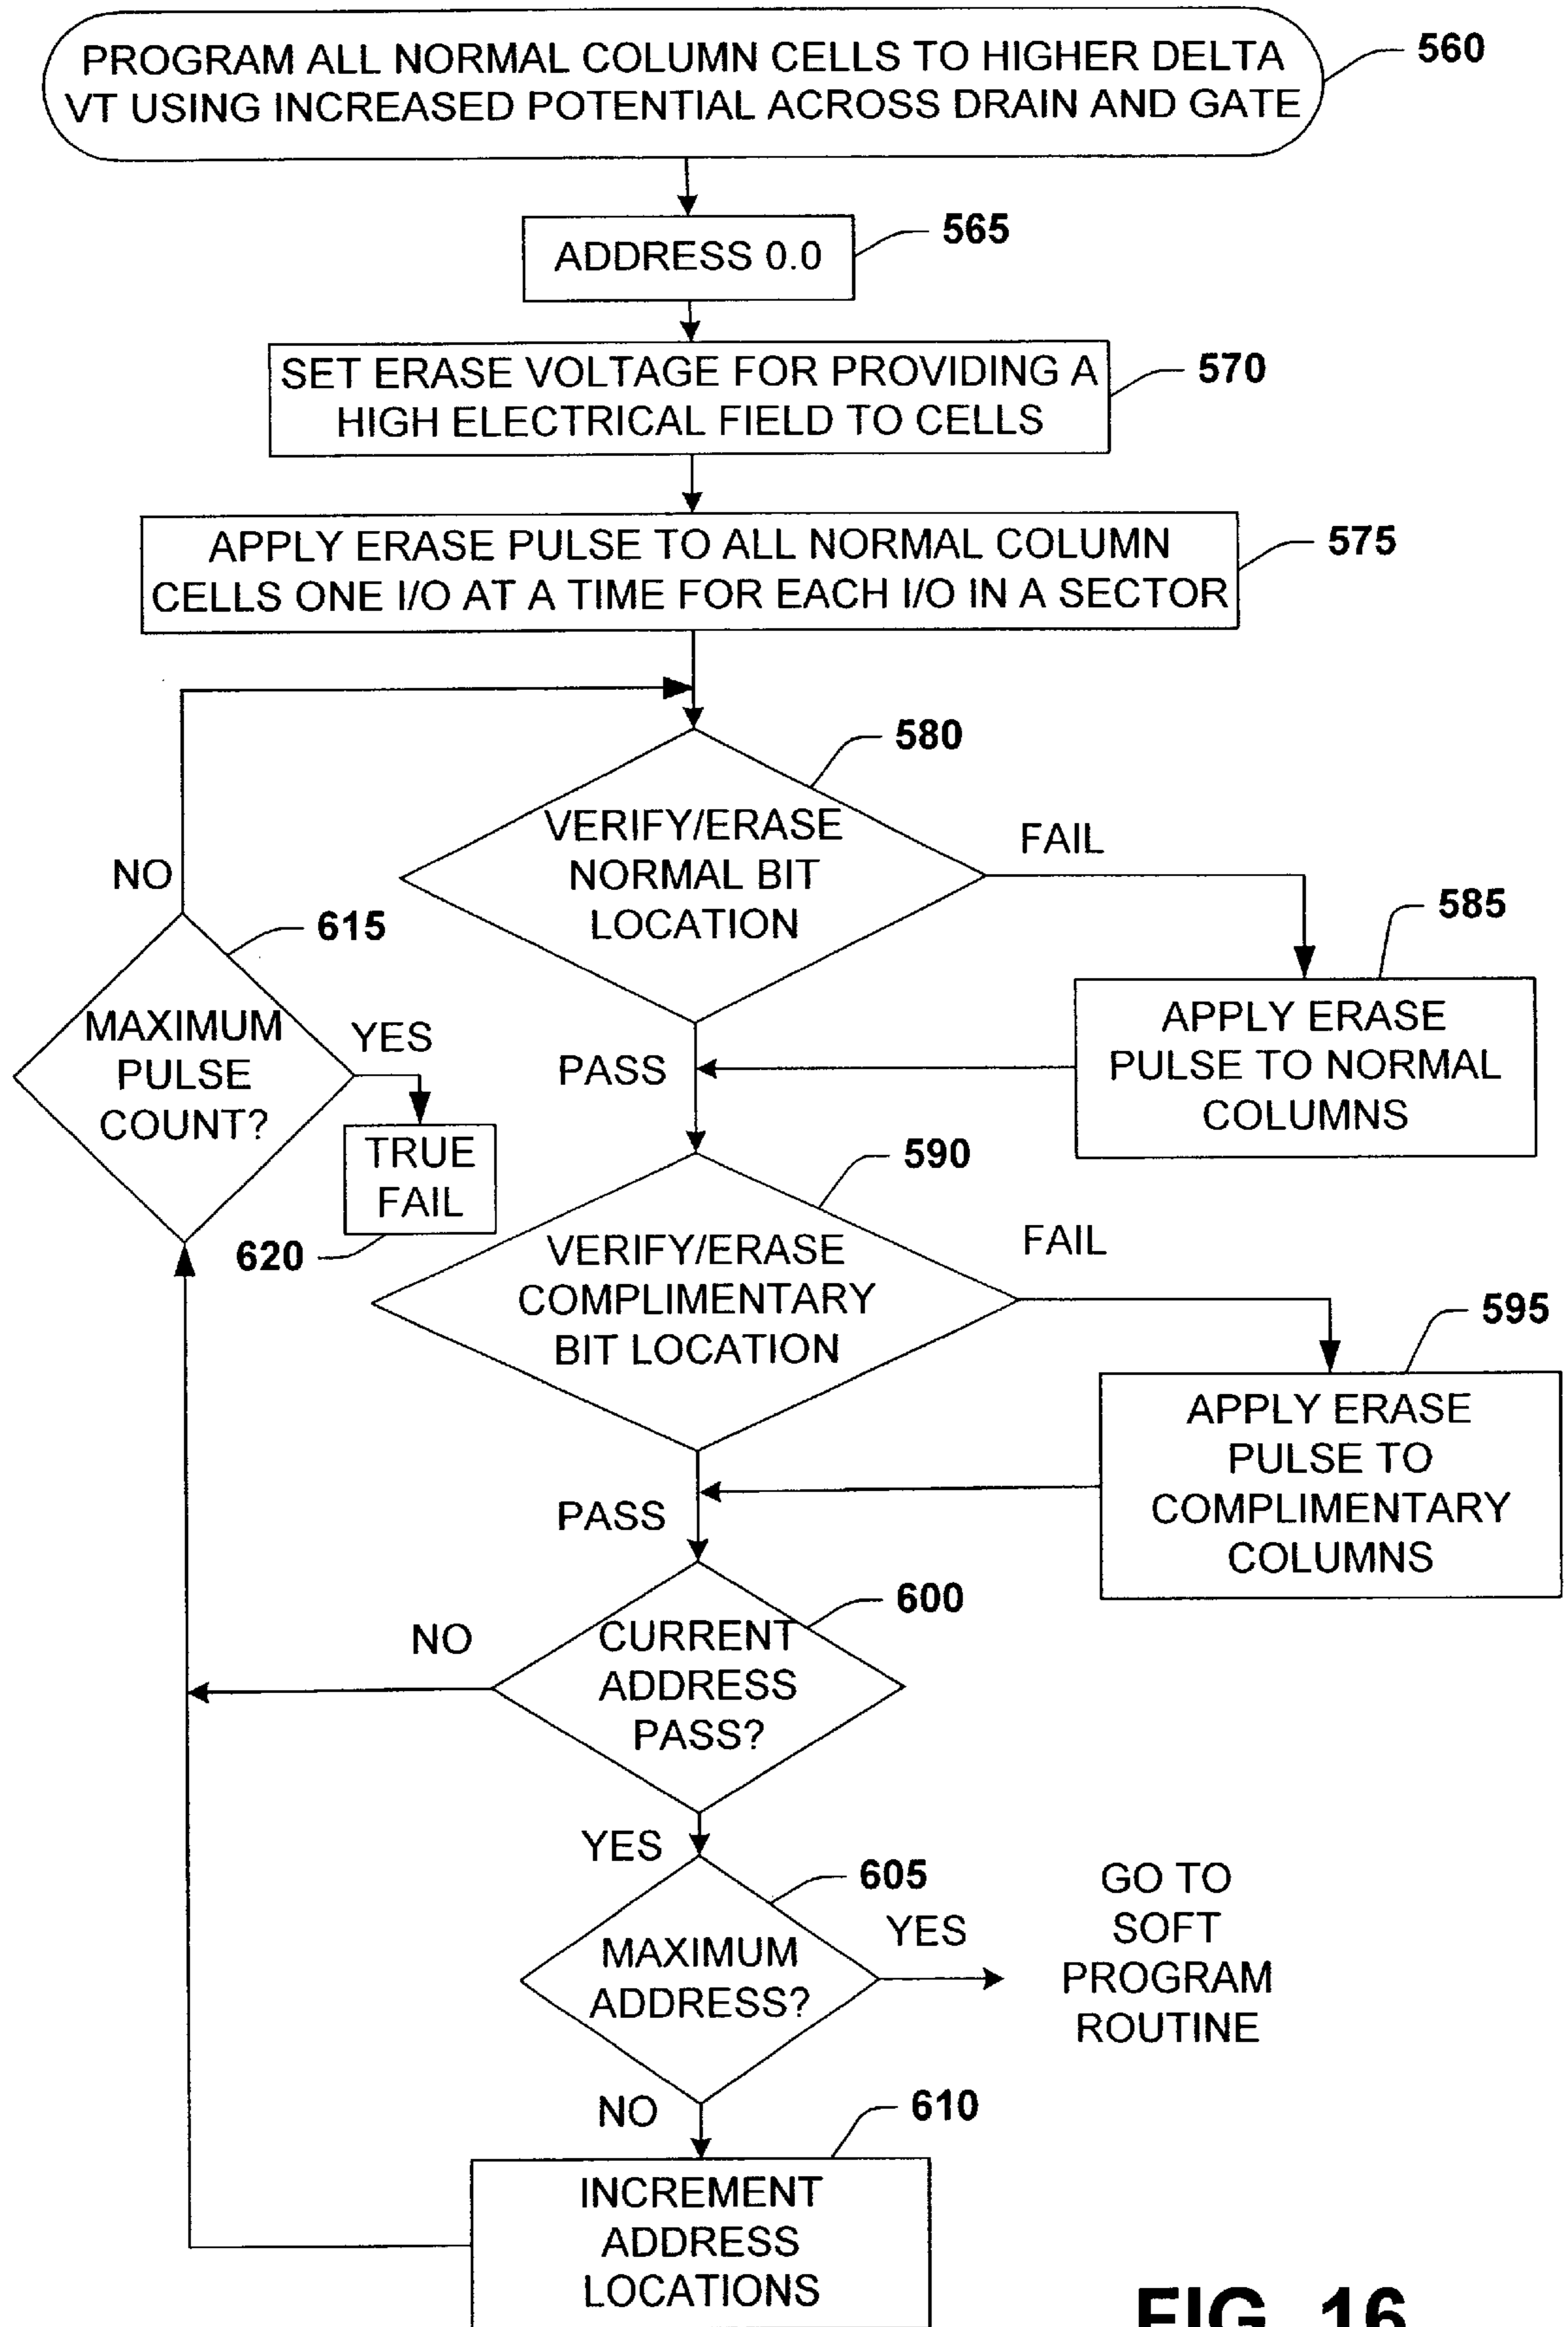 PROGRAM ALL NORMAL COLUMN CELLS TO HIGHER DELTA
VT USING INCREASED POTENTIAL ACROSS DRAIN AND GATE
560
ADDRESS 0.0
565
SET ERASE VOLTAGE FOR PROVIDING A
HIGH ELECTRICAL FIELD TO CELLS
570
APPLY ERASE PULSE TO ALL NORMAL COLUMN
CELLS ONE I/O AT A TIME FOR EACH I/O IN A SECTOR
575
580
VERIFY/ERASE
NORMAL BIT
LOCATION
FAIL
585
APPLY ERASE
PULSE TO NORMAL
COLUMNS
PASS
NO
615
MAXIMUM
PULSE
COUNT?
YES
TRUE
FAIL
620
590
VERIFY/ERASE
COMPLIMENTARY
BIT LOCATION
FAIL
595
APPLY ERASE
PULSE TO
COMPLIMENTARY
COLUMNS
PASS
600
CURRENT
ADDRESS
PASS?
NO
YES
605
MAXIMUM
ADDRESS?
YES
GO TO
SOFT
PROGRAM
ROUTINE
NO
610
INCREMENT
ADDRESS
LOCATIONS
FIG. 16